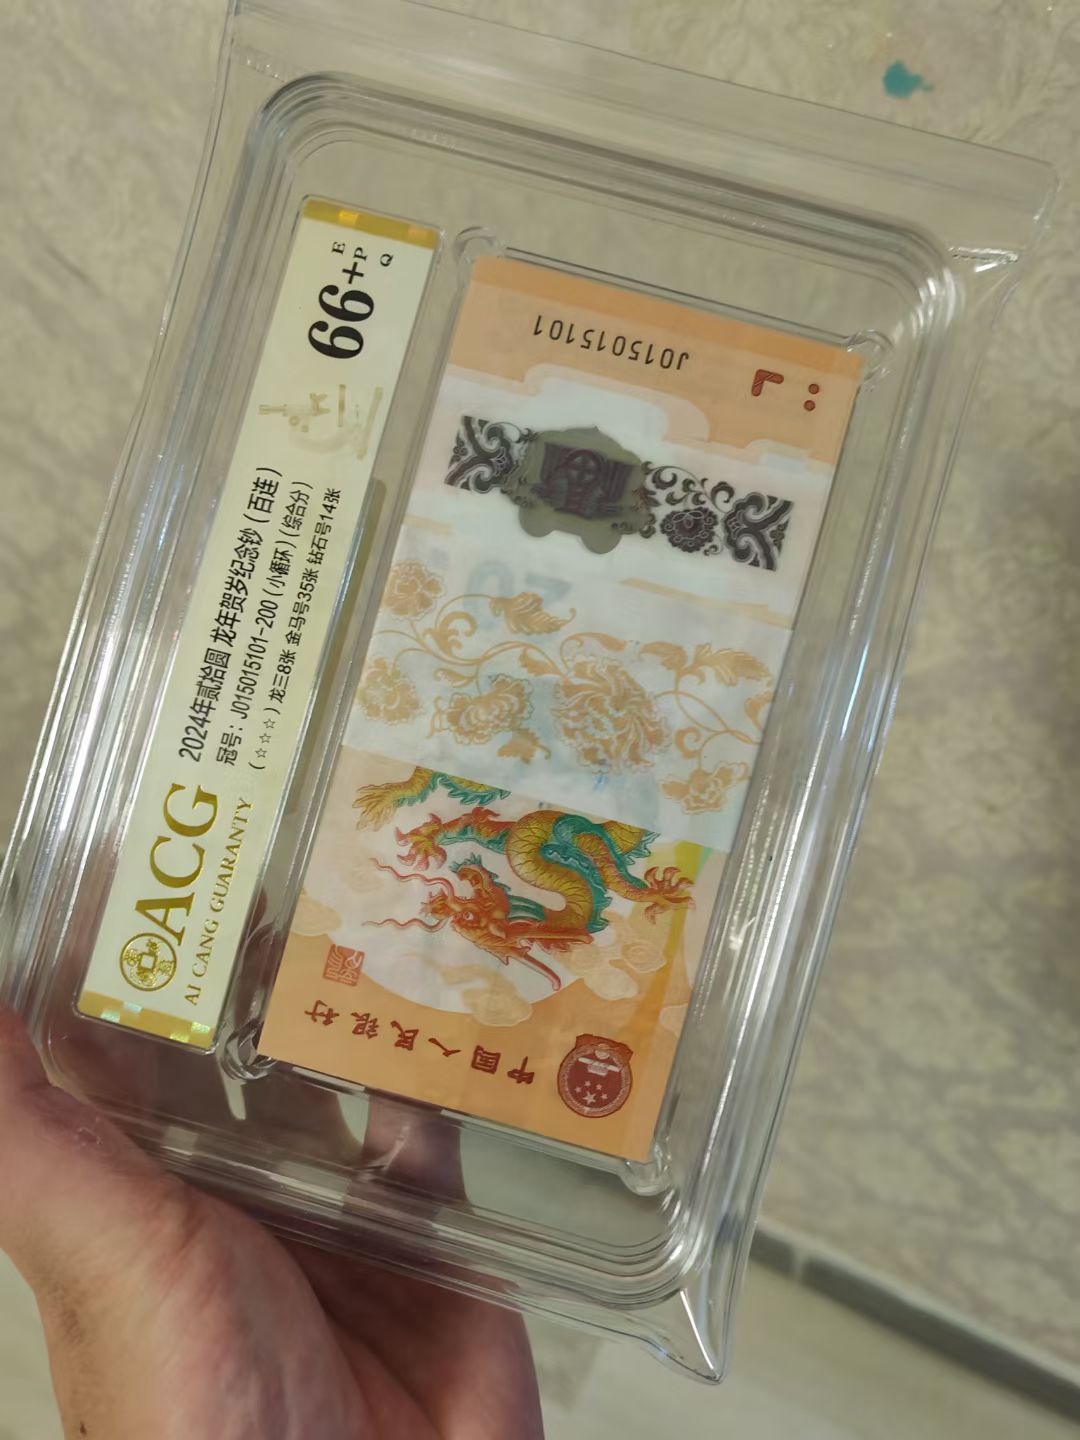 ACG
AI CANG GUARANTY
2024年贰拾圆 龙年贺岁纪念钞（百连）
冠号：J015015101-200（小循环）（综合分）
（☆☆☆）龙三8张 金马号35张 钻石号14张
66+
EPQ
J015015101
中国人民银行